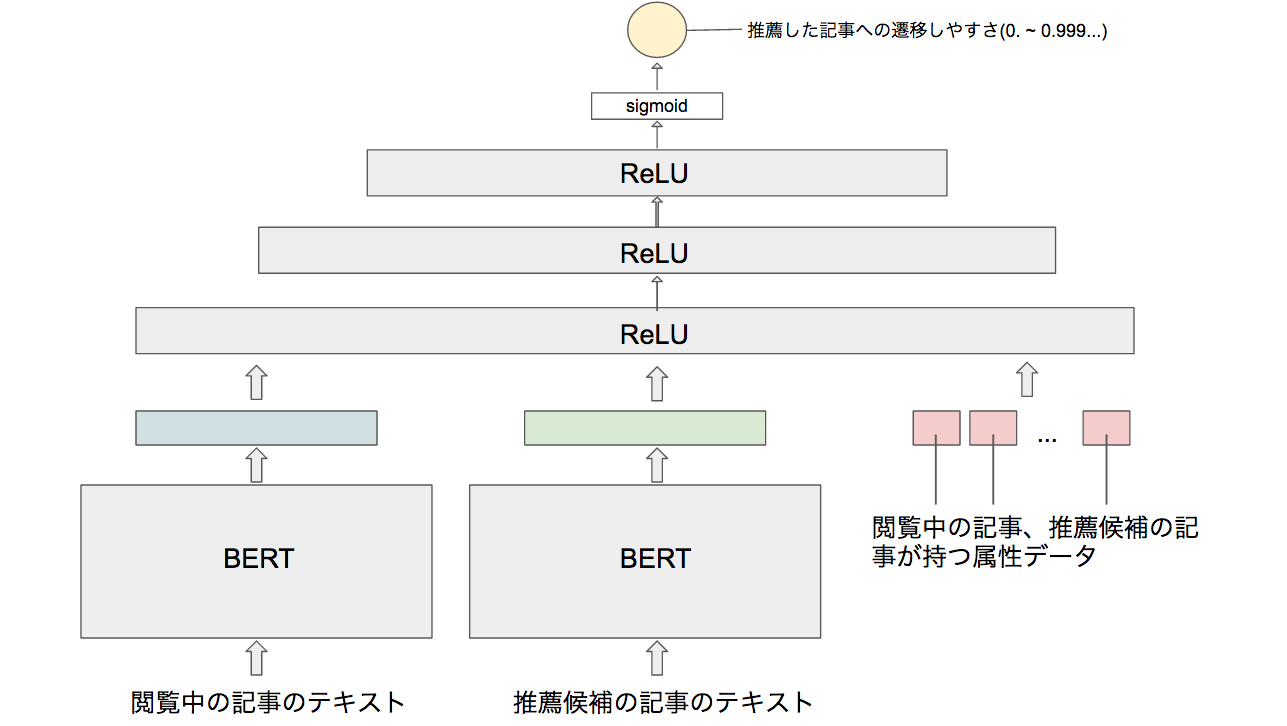 推薦した記事への遷移しやすさ(0. ~ 0.999...)
sigmoid
ReLU
ReLU
ReLU
...
BERT
BERT
閲覧中の記事、推薦候補の記
事が持つ属性データ
閲覧中の記事のテキスト
推薦候補の記事のテキスト